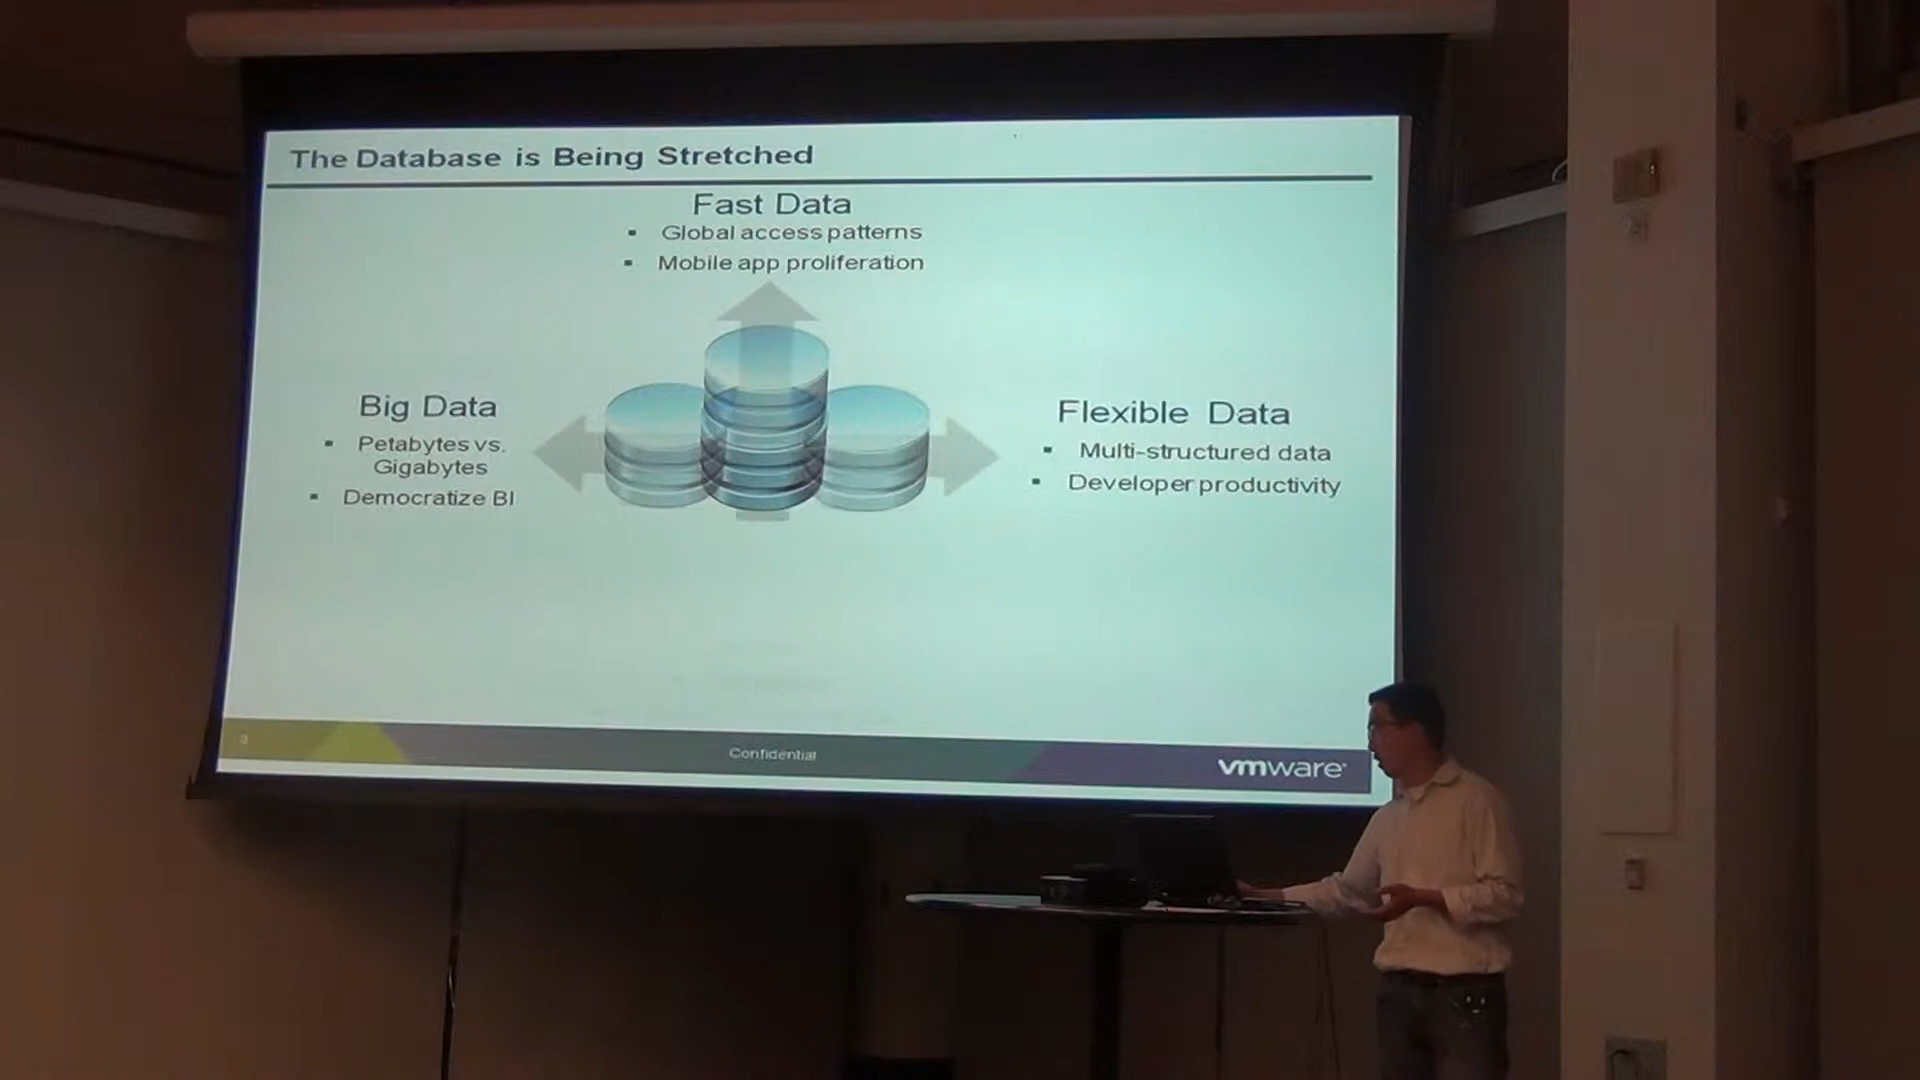 The Database is Being Stretched
Fast Data
▪ Global access patterns
▪ Mobile app proliferation
Big Data
▪ Petabytes vs.
Gigabytes
▪ Democratize BI
Flexible Data
▪ Multi-structured data
▪ Developer productivity
3
Confidential
vmware